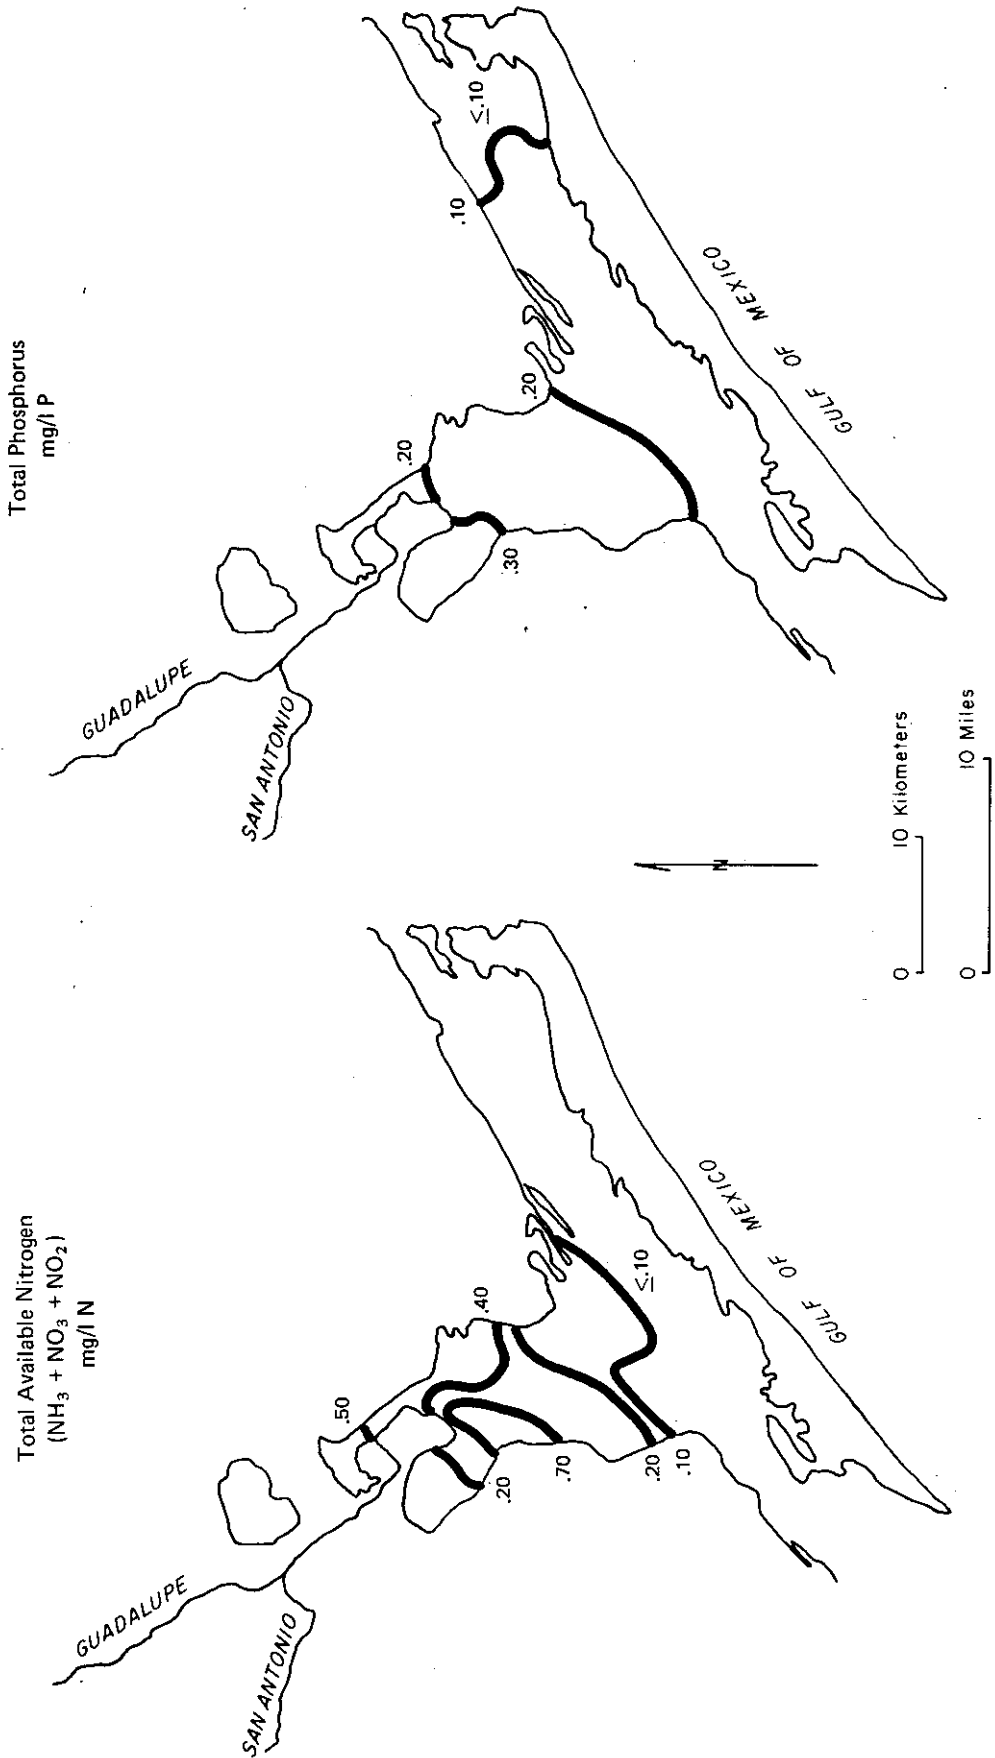 Total Available Nitrogen
(NH₃ + NO₃ + NO₂)
mg/l N
GUADALUPE
SAN ANTONIO
.50
.40
.20
.70
.20
.10
≤.10
GULF OF MEXICO
Total Phosphorus
mg/l P
GUADALUPE
SAN ANTONIO
.20
.30
.20
.10
≤.10
GULF OF MEXICO
N
0 10 Kilometers
0 10 Miles